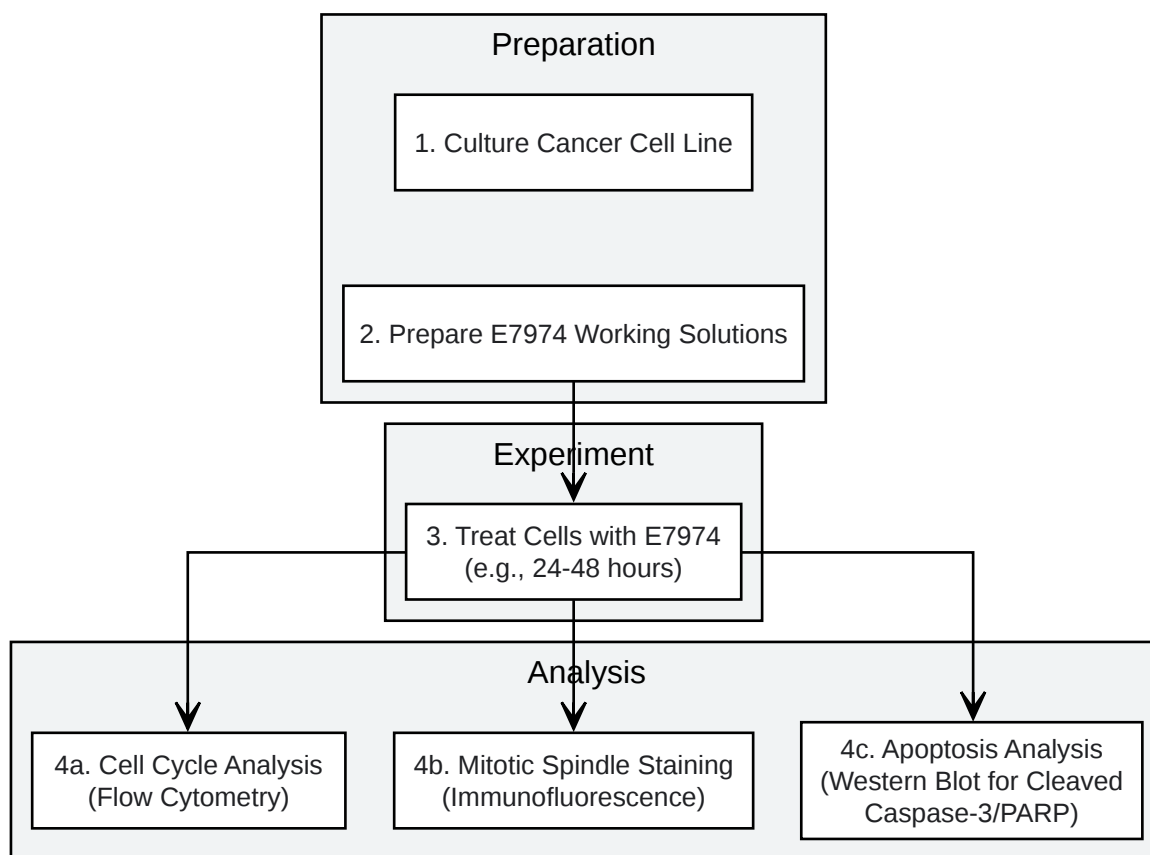 Preparation
1. Culture Cancer Cell Line
2. Prepare E7974 Working Solutions
Experiment
3. Treat Cells with E7974
(e.g., 24-48 hours)
Analysis
4a. Cell Cycle Analysis
(Flow Cytometry)
4b. Mitotic Spindle Staining
(Immunofluorescence)
4c. Apoptosis Analysis
(Western Blot for Cleaved
Caspase-3/PARP)